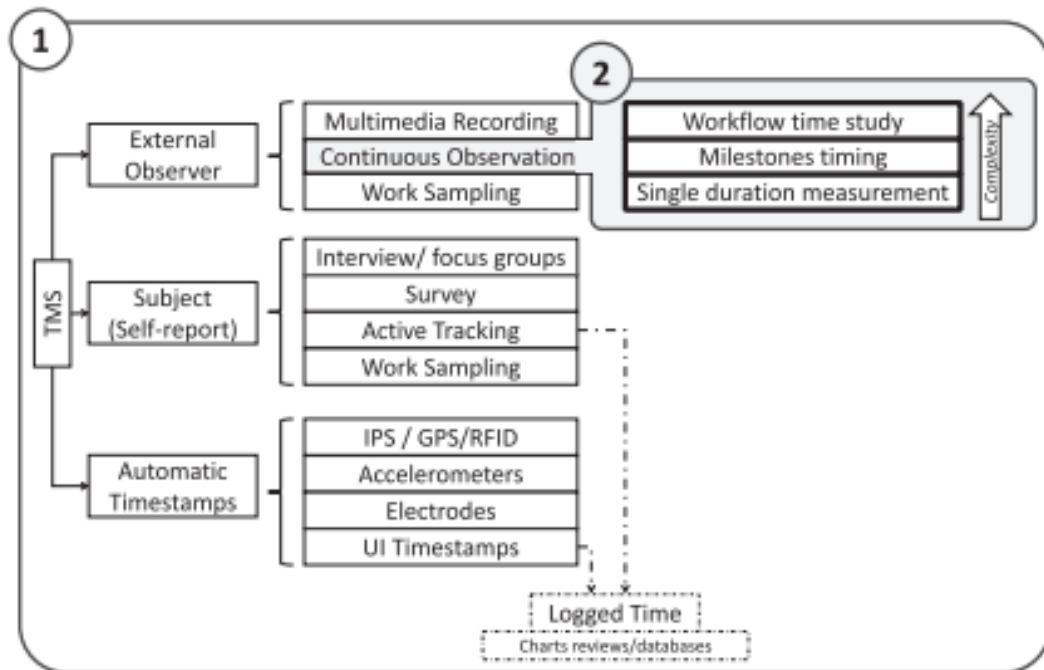 1
2
External
Observer
Multimedia Recording
Continuous Observation
Work Sampling
Workflow time study
Milestones timing
Single duration measurement
Complexity
TMS
Subject
(Self-report)
Interview/ focus groups
Survey
Active Tracking
Work Sampling
Automatic
Timestamps
IPS / GPS/RFID
Accelerometers
Electrodes
UI Timestamps
Logged Time
Charts reviews/databases